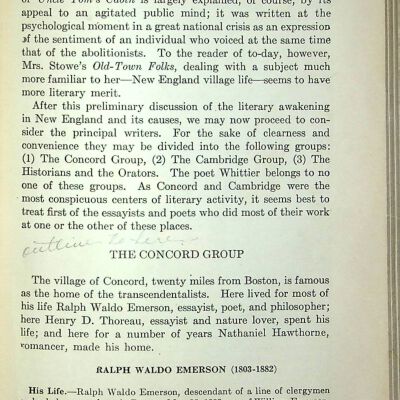 of Uncle Tom's Cabin is largely explained, of course, by its
appeal to an agitated public mind; it was written at the
psychological moment in a great national crisis as an expression
of the sentiment of an individual who voiced at the same time
that of the abolitionists. To the reader of to-day, however,
Mrs. Stowe's Old-Town Folks, dealing with a subject much
more familiar to her—New England village life—seems to have
more literary merit.
After this preliminary discussion of the literary awakening
in New England and its causes, we may now proceed to con-
sider the principal writers. For the sake of clearness and
convenience they may be divided into the following groups:
(1) The Concord Group, (2) The Cambridge Group, (3) The
Historians and the Orators. The poet Whittier belongs to no
one of these groups. As Concord and Cambridge were the
most conspicuous centers of literary activity, it seems best to
treat first of the essayists and poets who did most of their work
at one or the other of these places.
outline to here
THE CONCORD GROUP
The village of Concord, twenty miles from Boston, is famous
as the home of the transcendentalists. Here lived for most of
his life Ralph Waldo Emerson, essayist, poet, and philosopher;
here Henry D. Thoreau, essayist and nature lover, spent his
life; and here for a number of years Nathaniel Hawthorne,
romancer, made his home.
RALPH WALDO EMERSON (1803-1882)
His Life.—Ralph Waldo Emerson, descendant of a line of clergymen